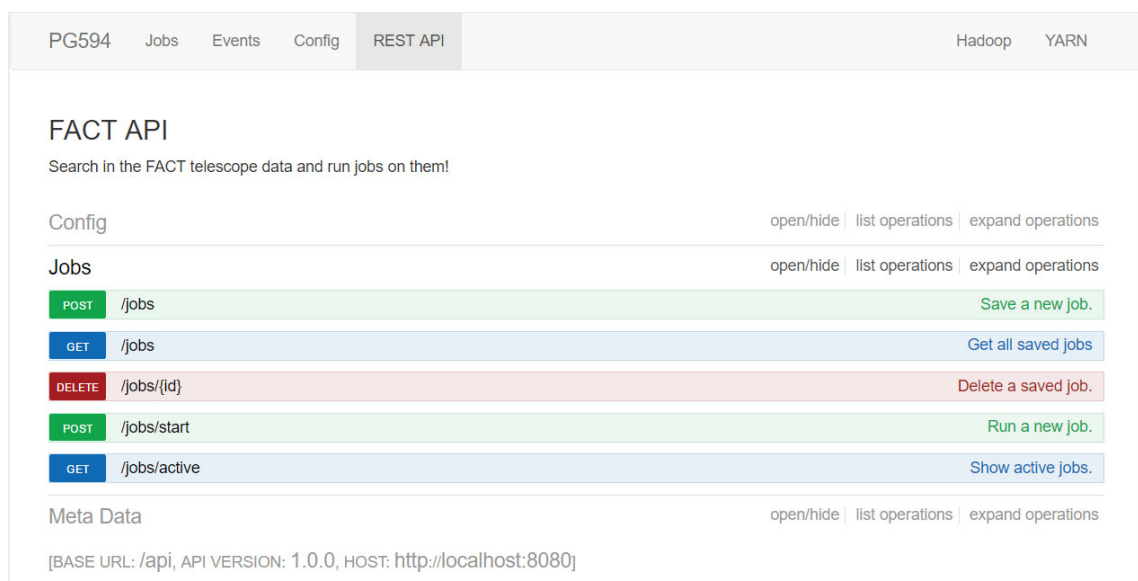 PG594 Jobs Events Config REST API Hadoop YARN
FACT API
Search in the FACT telescope data and run jobs on them!
Config open/hide list operations expand operations
Jobs open/hide list operations expand operations
POST /jobs Save a new job.
GET /jobs Get all saved jobs
DELETE /jobs/{id} Delete a saved job.
POST /jobs/start Run a new job.
GET /jobs/active Show active jobs.
Meta Data open/hide list operations expand operations
[BASE URL: /api, API VERSION: 1.0.0, HOST: http://localhost:8080]